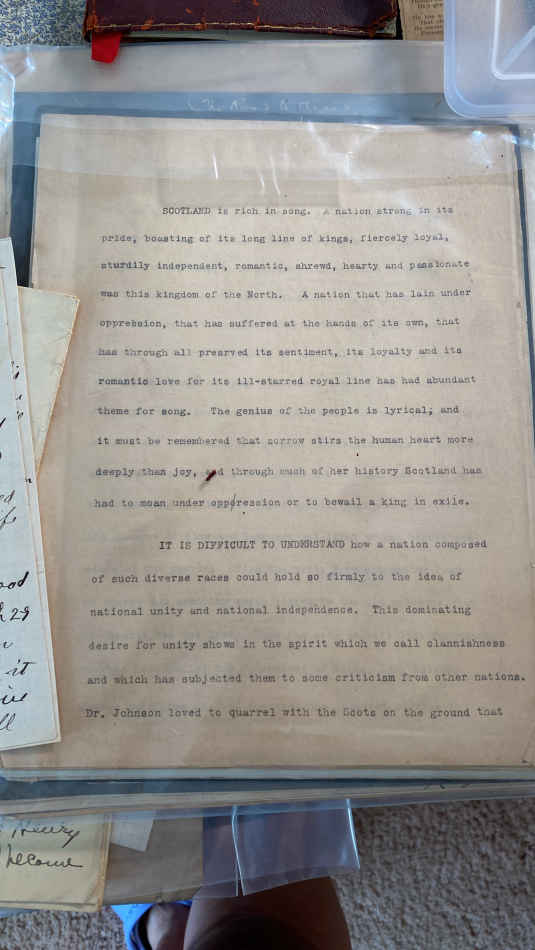 SCOTLAND is rich in song. A nation strong in its
pride, boasting of its long line of kings, fiercely loyal,
sturdily independent, romantic, shrewd, hearty and passionate
was this kingdom of the North. A nation that has lain under
oppression, that has suffered at the hands of its own, that
has through all presrved its sentiment, its loyalty and its
romantic love for its ill-starred royal line has had abundant
theme for song. The genius of the people is lyrical; and
it must be remembered that sorrow stirs the human heart more
deeply than joy, and through much of her history Scotland has
had to moan under oppression or to bewail a king in exile.
IT IS DIFFICULT TO UNDERSTAND how a nation composed
of such diverse races could hold so firmly to the idea of
national unity and national independence. This dominating
desire for unity shows in the spirit which we call clannishness
and which has subjected them to some criticism from other nations.
Dr. Johnson loved to quarrel with the Scots on the ground that
it
Henry